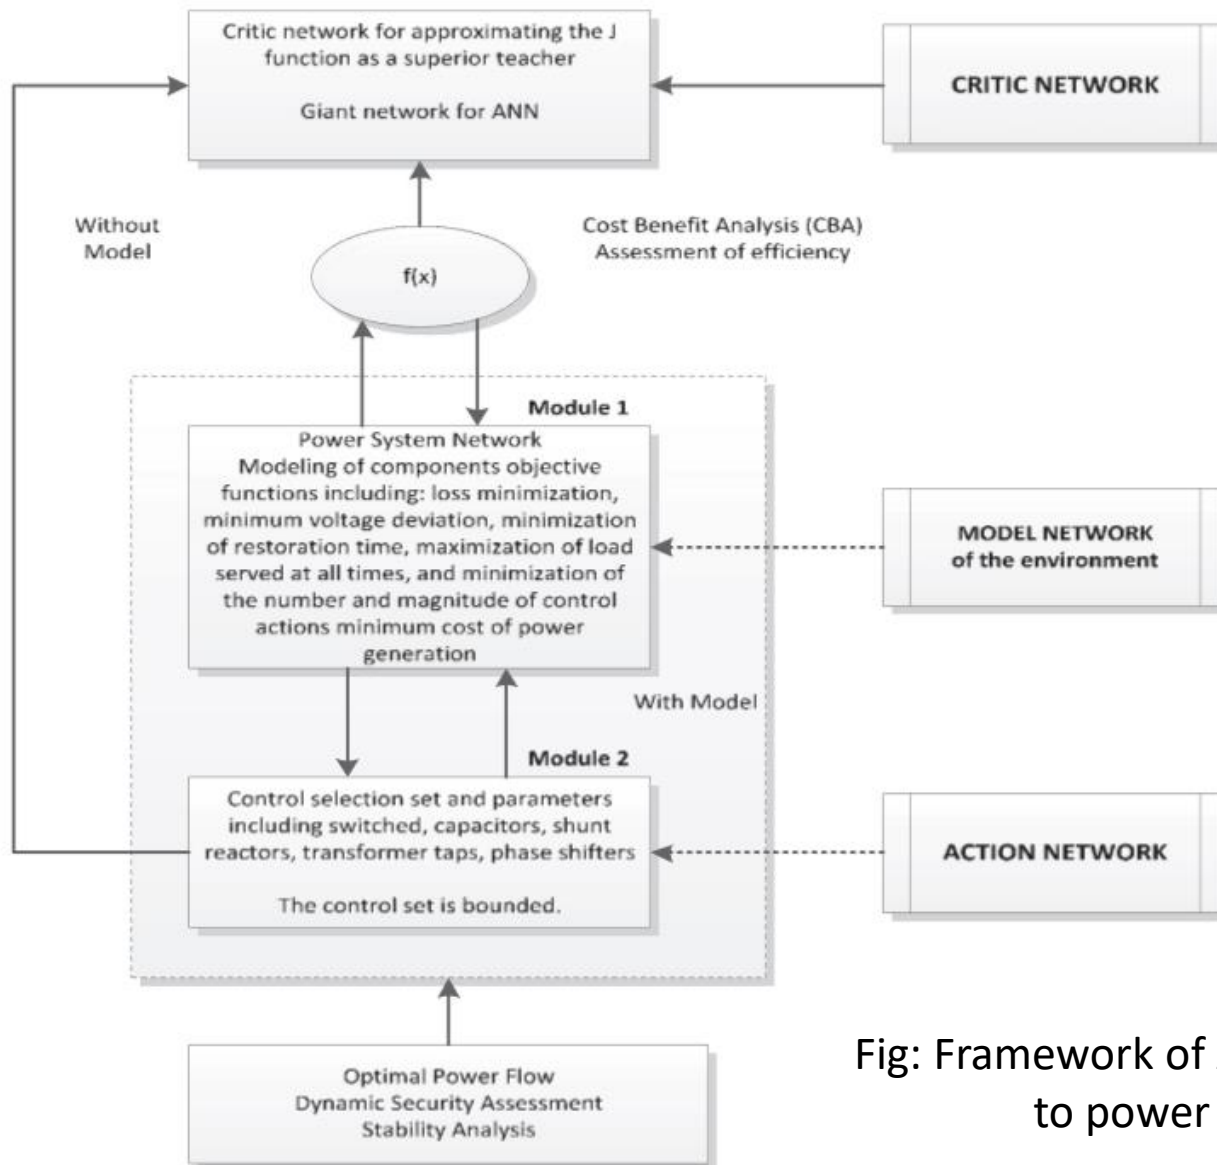 Critic network for approximating the J
function as a superior teacher
Giant network for ANN
CRITIC NETWORK
Without
Model
Cost Benefit Analysis (CBA)
Assessment of efficiency
f(x)
Module 1
Power System Network
Modeling of components objective
functions including: loss minimization,
minimum voltage deviation, minimization
of restoration time, maximization of load
served at all times, and minimization of
the number and magnitude of control
actions minimum cost of power
generation
MODEL NETWORK
of the environment
With Model
Module 2
Control selection set and parameters
including switched, capacitors, shunt
reactors, transformer taps, phase shifters
The control set is bounded.
ACTION NETWORK
Optimal Power Flow
Dynamic Security Assessment
Stability Analysis
Fig: Framework of
to power